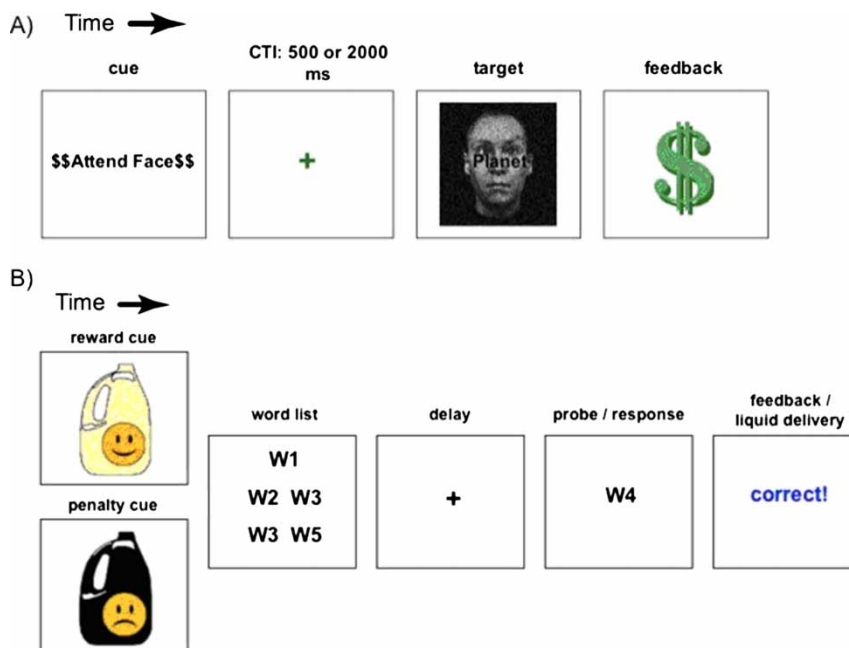 A)
Time
cue
CTI: 500 or 2000
ms
target
feedback
$$Attend Face$$
+
Planet
$
B)
Time
reward cue
penalty cue
word list
delay
probe / response
feedback /
liquid delivery
W1
W2 W3
W3 W5
+
W4
correct!